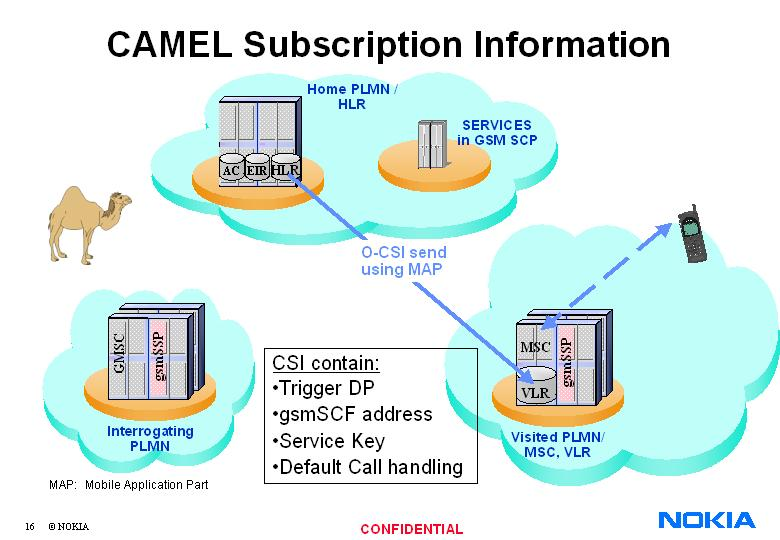 CAMEL Subscription Information
Home PLMN /
HLR
SERVICES
in GSM SCP
AC EIR HLR
O-CSI send
using MAP
GMSC
gsmSSP
MSC
gsmSSP
VLR
CSI contain:
•Trigger DP
•gsmSCF address
•Service Key
•Default Call handling
Interrogating
PLMN
Visited PLMN/
MSC, VLR
MAP: Mobile Application Part
16 © NOKIA
CONFIDENTIAL
NOKIA